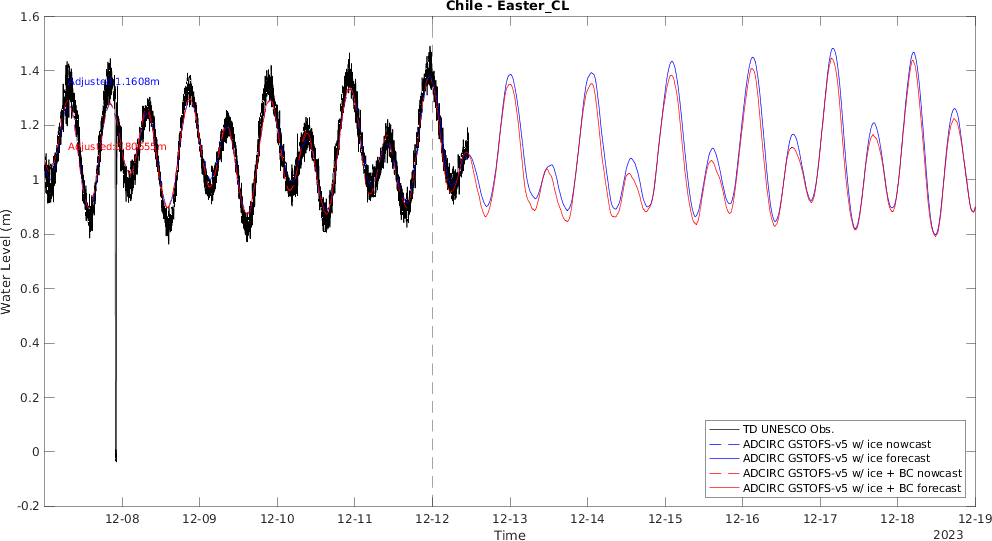 Chile - Easter_CL
1.6
1.4
1.2
1
0.8
0.6
0.4
0.2
0
-0.2
Water Level (m)
Adjusted:1.1608m
TD UNESCO Obs.
ADCIRC GSTOFS-v5 w/ ice nowcast
ADCIRC GSTOFS-v5 w/ ice forecast
ADCIRC GSTOFS-v5 w/ ice + BC nowcast
ADCIRC GSTOFS-v5 w/ ice + BC forecast
12-08
12-09
12-10
12-11
12-12
12-13
12-14
12-15
12-16
12-17
12-18
12-19
Time
2023